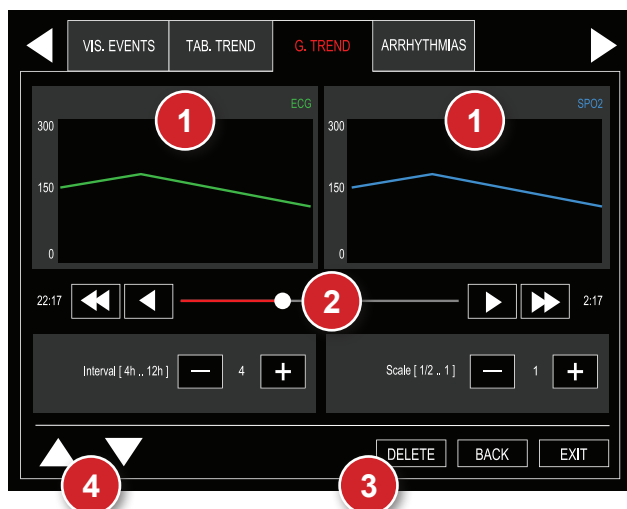 VIS. EVENTS TAB. TREND G. TREND ARRHYTHMIAS
1 ECG 1 SPO2
300 300
150 150
0 0
22:17 2 2:17
Interval [ 4h .. 12h ] — 4 + Scale [ 1/2 .. 1 ] — 1 +
DELETE BACK EXIT
4 3